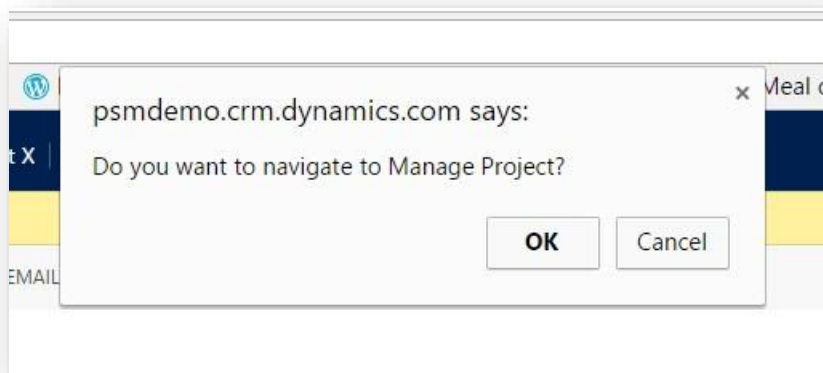 Meal
psmdemo.crm.dynamics.com says:
t X
Do you want to navigate to Manage Project?
OK Cancel
EMAIL